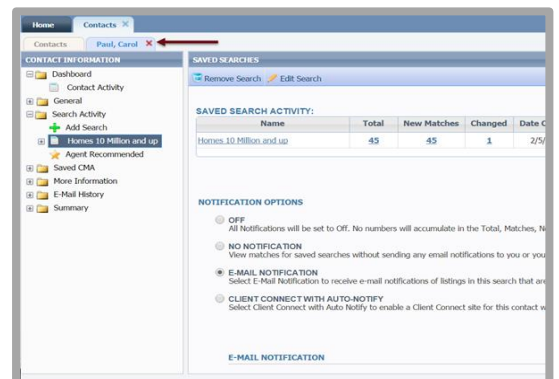 Home Contacts X
Contacts Paul, Carol X
CONTACT INFORMATION
Dashboard
Contact Activity
General
Search Activity
Add Search
Homes 10 Million and up
Agent Recommended
Saved CMA
More Information
E-Mail History
Summary
SAVED SEARCHES
Remove Search Edit Search
SAVED SEARCH ACTIVITY:
Name Total New Matches Changed Date C
Homes 10 Million and up 45 45 1 2/5/
NOTIFICATION OPTIONS
OFF
All Notifications will be set to Off. No numbers will accumulate in the Total, Matches, N
NO NOTIFICATION
View matches for saved searches without sending any email notifications to you or you
E-MAIL NOTIFICATION
Select E-Mail Notification to receive e-mail notifications of listings in this search that are
CLIENT CONNECT WITH AUTO-NOTIFY
Select Client Connect with Auto Notify to enable a Client Connect site for this contact w
E-MAIL NOTIFICATION